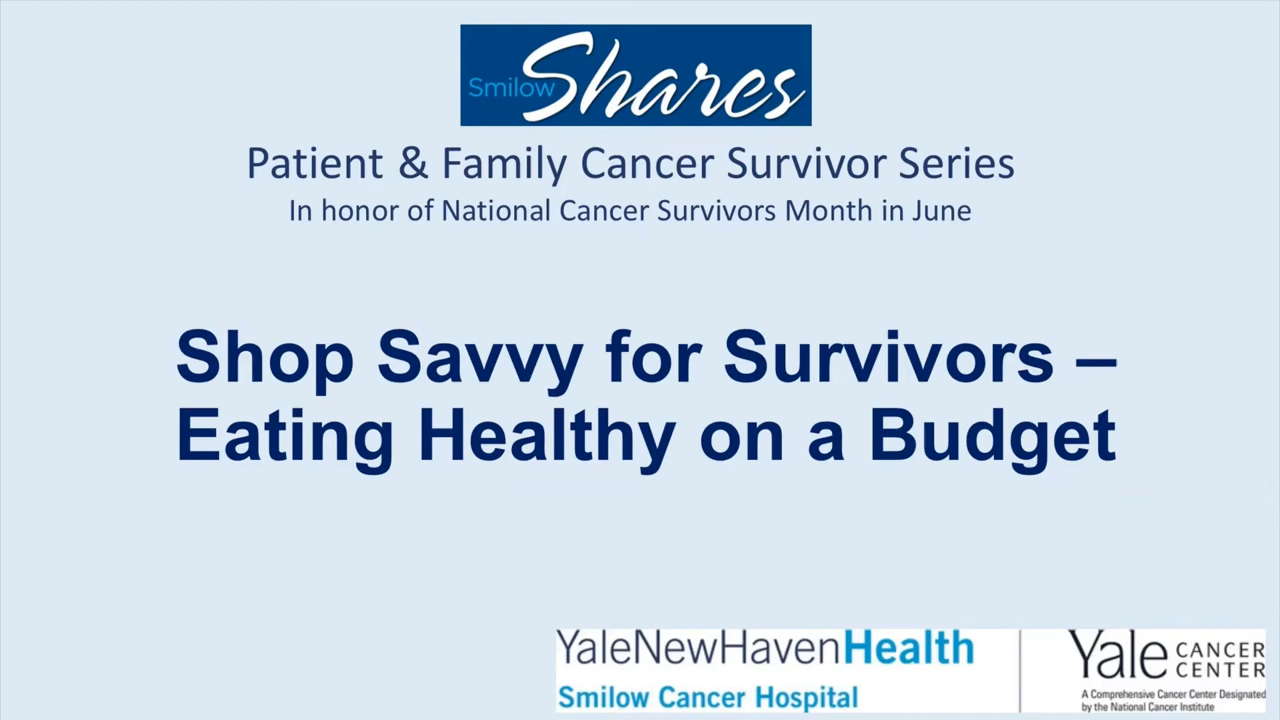 Smilow Shares
Patient & Family Cancer Survivor Series
In honor of National Cancer Survivors Month in June
Shop Savvy for Survivors –
Eating Healthy on a Budget
YaleNewHavenHealth
Smilow Cancer Hospital
Yale CANCER CENTER
A Comprehensive Cancer Center Designated
by the National Cancer Institute